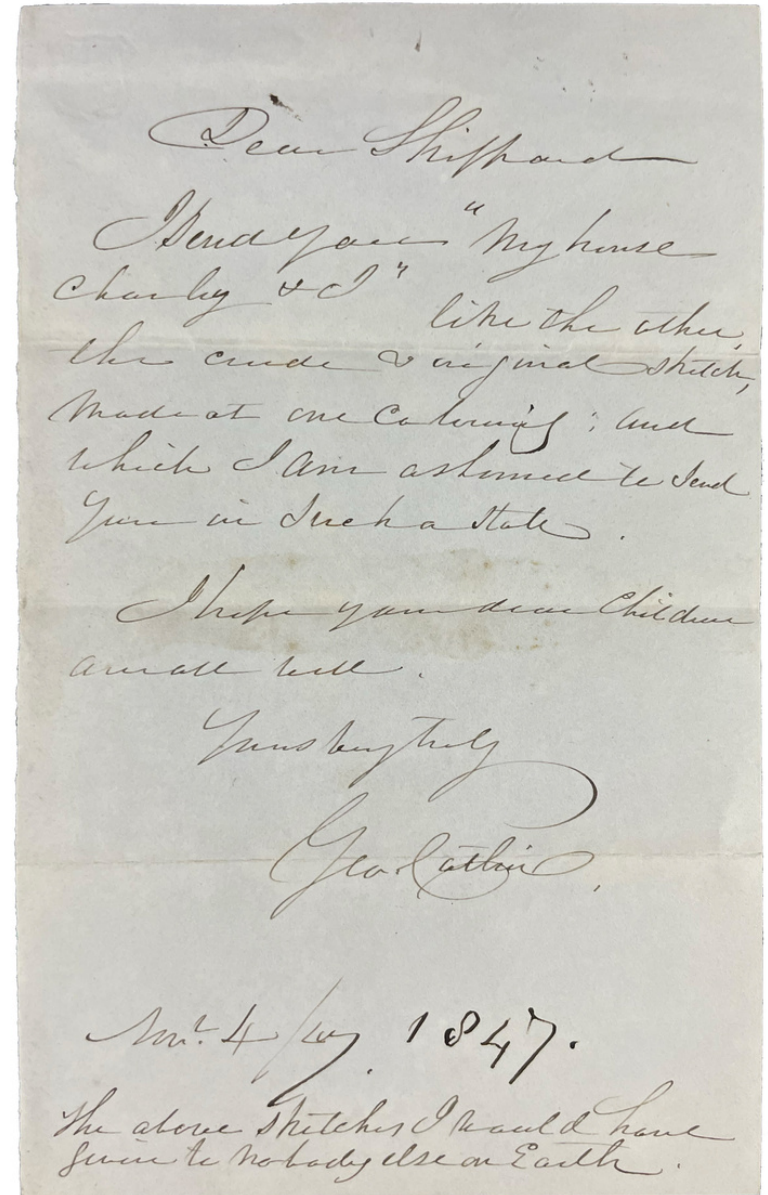 Dear Shippard
I Send you "My horse
Charley & I" like the other,
the crude & original sketch,
Made at one            ; and
which I am ashamed to Send
You in Such a state.
I hope your dear Children
are all well.
Yours very truly
Geo. Catlin,
Novr. 4/47. 1847.
The above sketches I would have
given to nobody else on Earth.